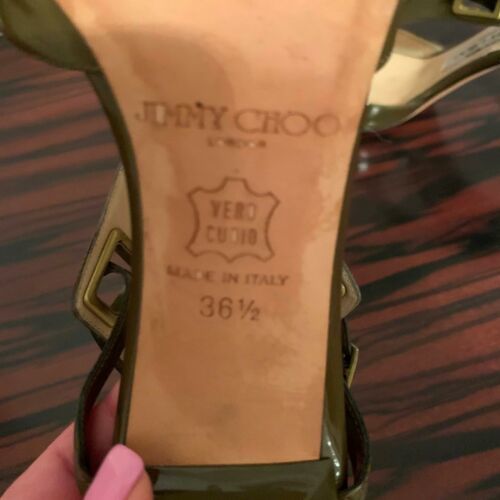 JIMMY CHOO
LONDON
VERO
CUOIO
MADE IN ITALY
36½